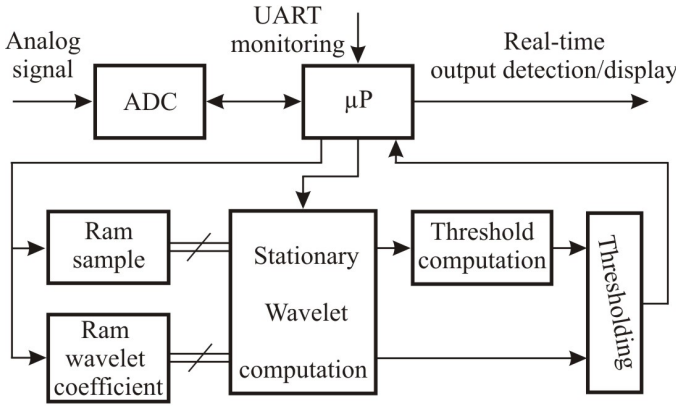 UART
monitoring
Analog
signal
Real-time
output detection/display
ADC
µP
Ram
sample
Stationary
Wavelet
computation
Threshold
computation
Thresholding
Ram
wavelet
coefficient